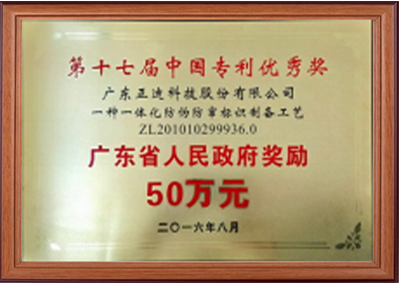 第十七届中国专利优秀奖
广东正迪科技股份有限公司
一种一体化防伪防窜标识制备工艺
ZL201010299936.0
广东省人民政府奖励
50万元
二〇一六年八月